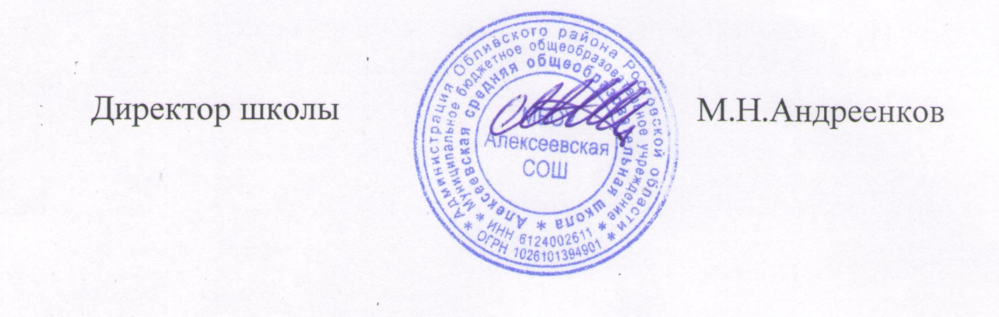 Директор школы
М.Н.Андреенков
* Администрация Обливского района Ростовской области *
ОГРН 1026101394901
* Муниципальное бюджетное общеобразовательное учреждение *
ИНН 6124002611
Алексеевская средняя общеобразовательная школа *
МБОУ
Алексеевская
СОШ